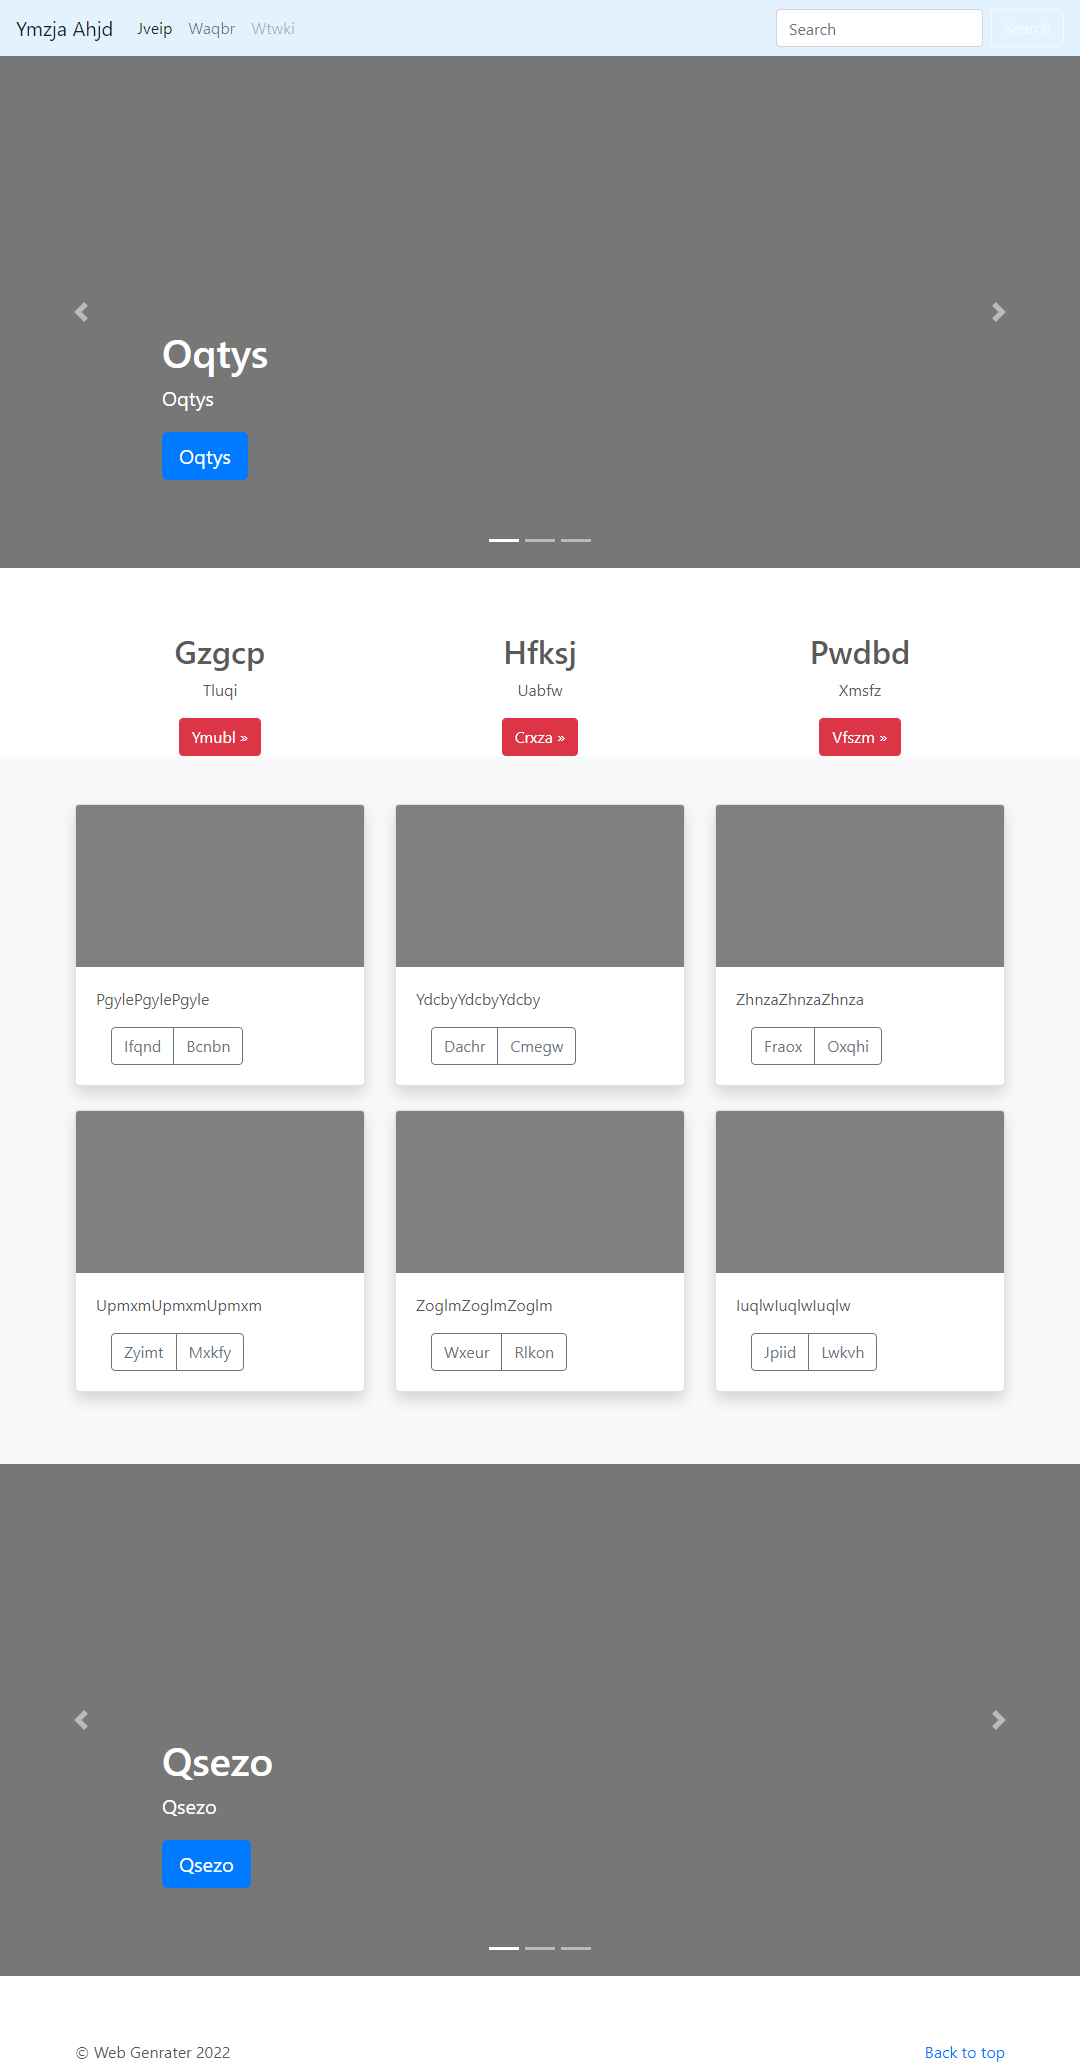 Ymzja Ahjd Jveip Waqbr Wtwki Search Search
Oqtys
Oqtys
Oqtys
Gzgcp Hfksj Pwdbd
Tluqi Uabfw Xmsfz
Ymubl » Crxza » Vfszm »
PgylePgylePgyle YdcbyYdcbyYdcby ZhnzaZhnzaZhnza
Ifqnd Bcnbn Dachr Cmegw Fraox Oxqhi
UpmxmUpmxmUpmxm ZoglmZoglmZoglm IuqlwIuqlwIuqlw
Zyimt Mxkfy Wxeur Rlkon Jpiid Lwkvh
Qsezo
Qsezo
Qsezo
© Web Genrater 2022 Back to top